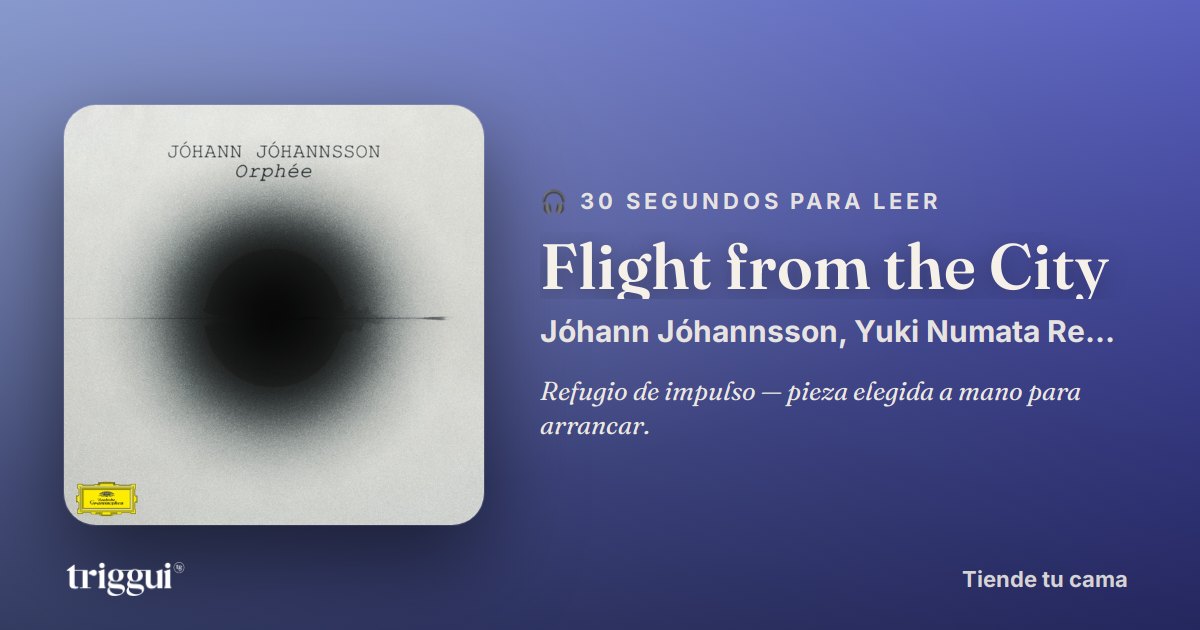 JÓHANN JÓHANNSSON
Orphée
🎧 30 SEGUNDOS PARA LEER
Flight from the City
Jóhann Jóhannsson, Yuki Numata Re...
Refugio de impulso — pieza elegida a mano para
arrancar.
triggui
Tiende tu cama